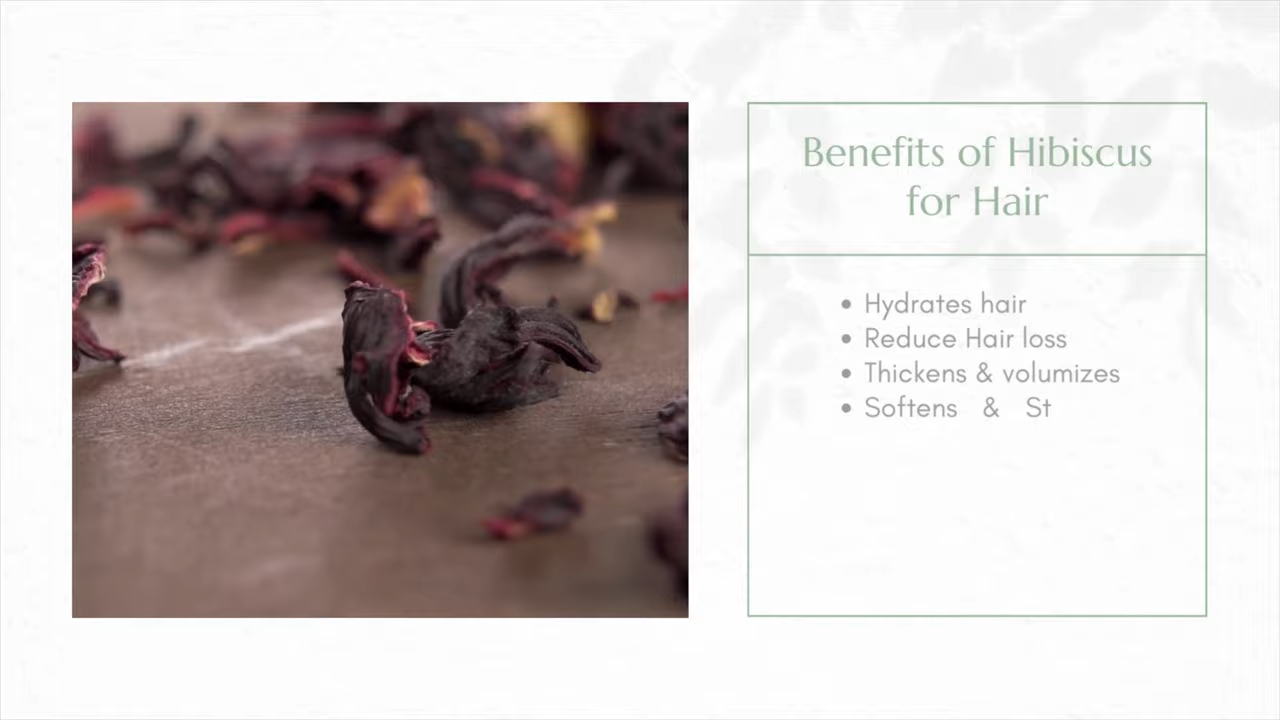 Benefits of Hibiscus
for Hair
Hydrates hair
Reduce Hair loss
Thickens & volumizes
Softens & St